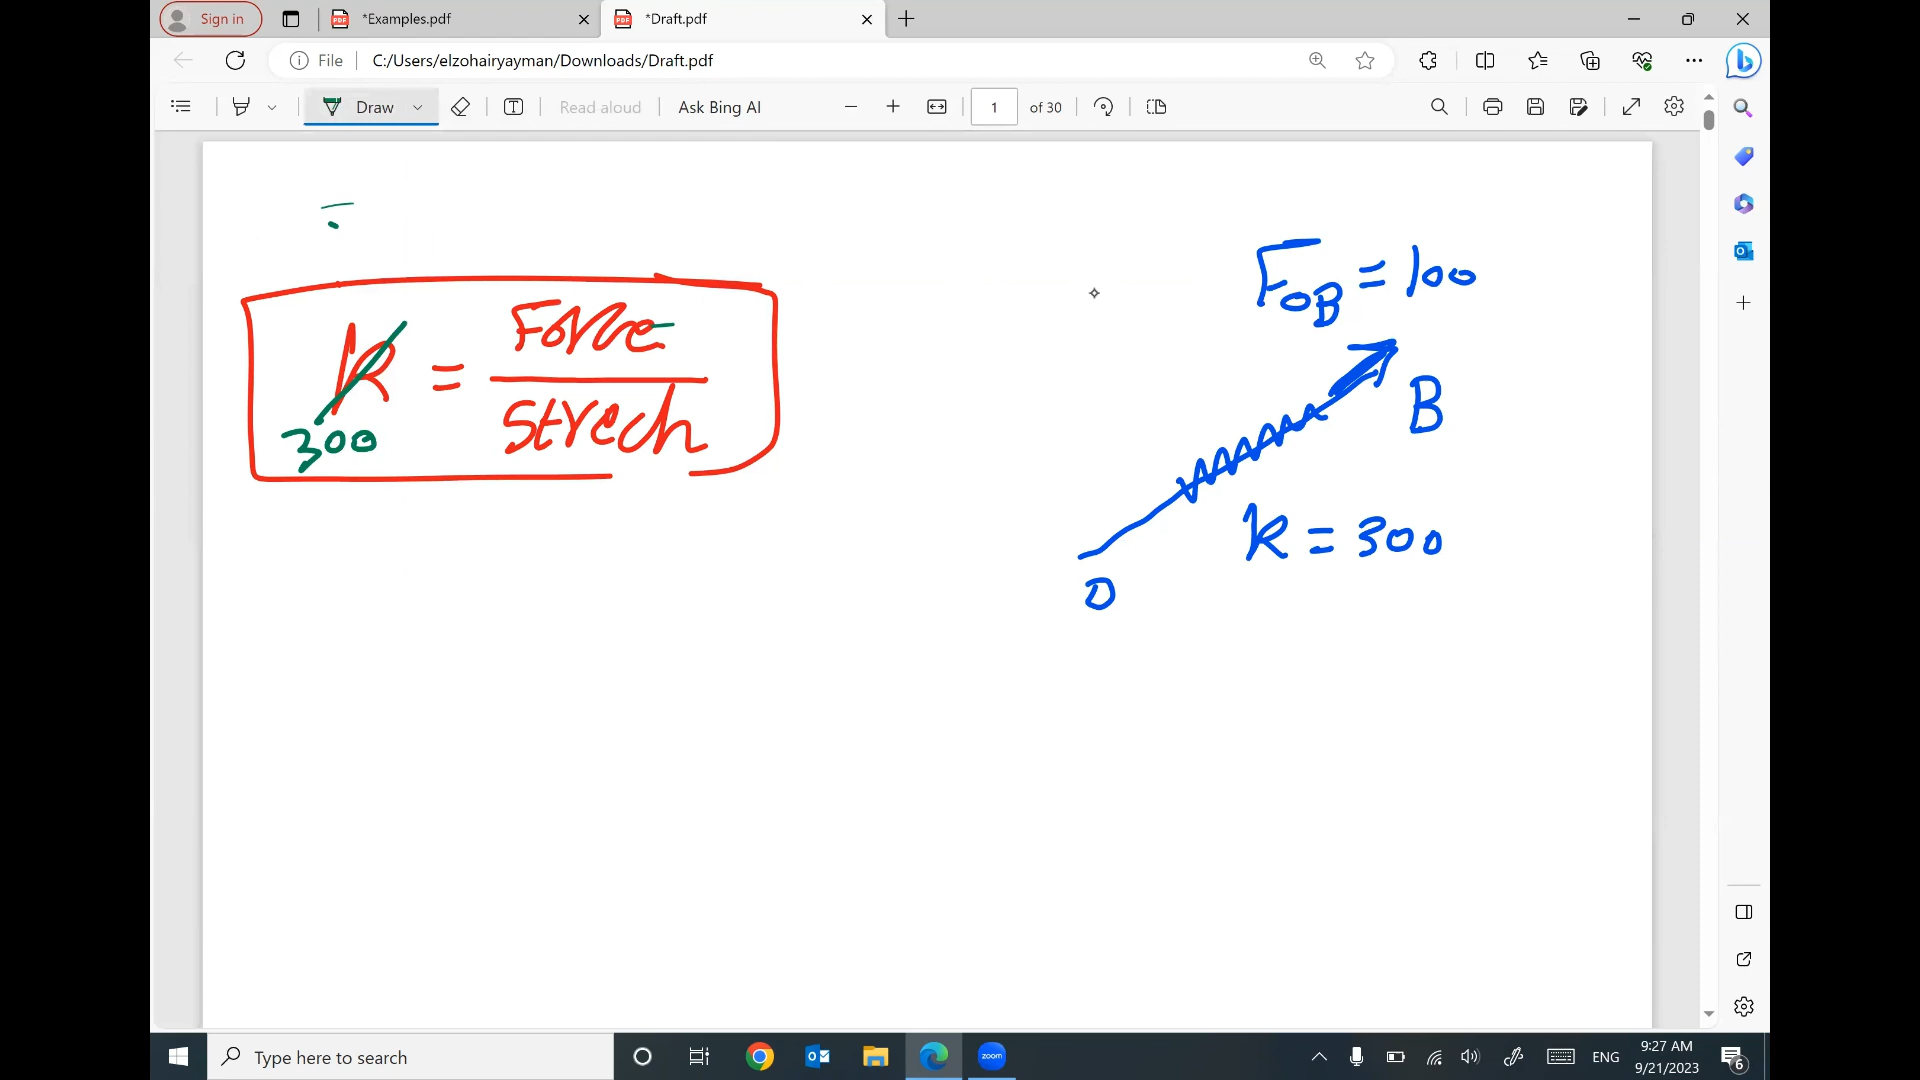 Sign in
*Examples.pdf
*Draft.pdf
File
C:/Users/elzohairyayman/Downloads/Draft.pdf
Draw
Read aloud
Ask Bing AI
1
of 30
F_OB = 100
k = Force / Strech
300
B
k = 300
O
Type here to search
zoom
ENG
9:27 AM
9/21/2023
6